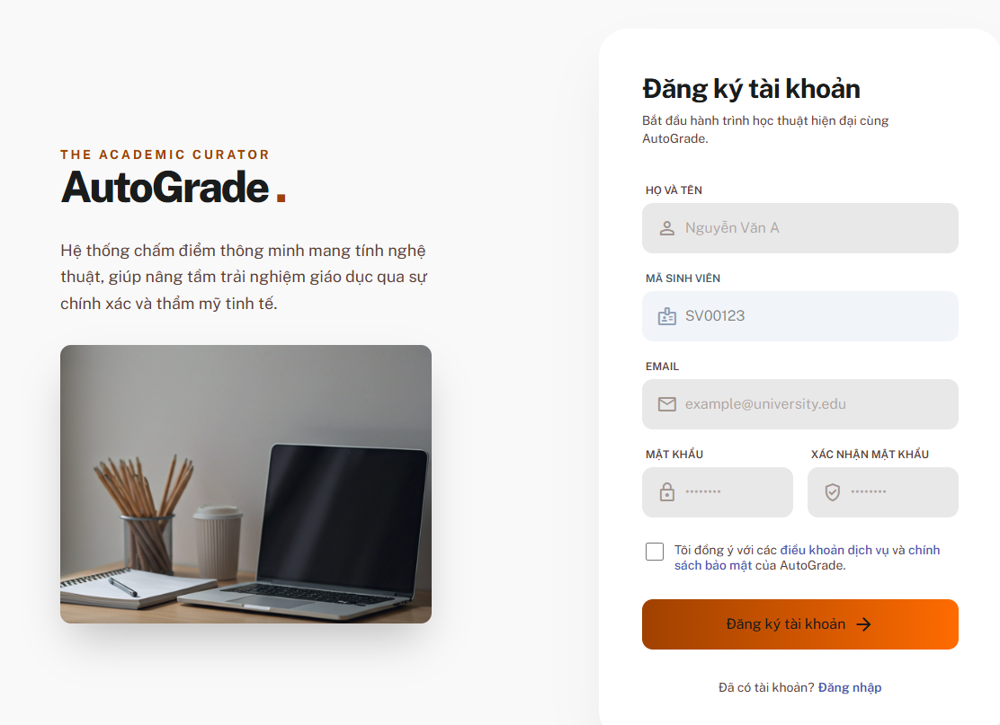 THE ACADEMIC CURATOR
AutoGrade.
Hệ thống chấm điểm thông minh mang tính nghệ
thuật, giúp nâng tầm trải nghiệm giáo dục qua sự
chính xác và thẩm mỹ tinh tế.
Đăng ký tài khoản
Bắt đầu hành trình học thuật hiện đại cùng
AutoGrade.
HỌ VÀ TÊN
Nguyễn Văn A
MÃ SINH VIÊN
SV00123
EMAIL
example@university.edu
MẬT KHẨU
••••••••
XÁC NHẬN MẬT KHẨU
••••••••
Tôi đồng ý với các điều khoản dịch vụ và chính
sách bảo mật của AutoGrade.
Đăng ký tài khoản →
Đã có tài khoản? Đăng nhập